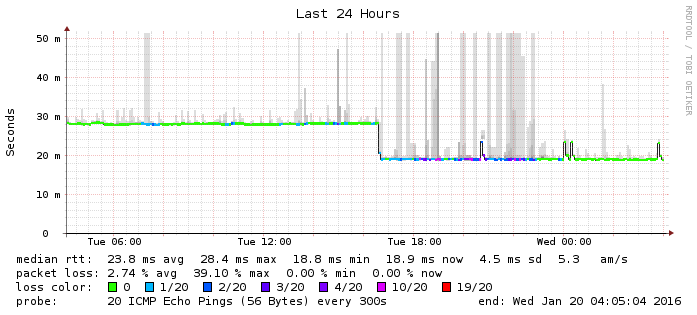 Last 24 Hours
RRDTOOL / TOBI OETIKER
Seconds
50 m
40 m
30 m
20 m
10 m
0
Tue 06:00 Tue 12:00 Tue 18:00 Wed 00:00
median rtt: 23.8 ms avg 28.4 ms max 18.8 ms min 18.9 ms now 4.5 ms sd 5.3 am/s
packet loss: 2.74 % avg 39.10 % max 0.00 % min 0.00 % now
loss color: 0 1/20 2/20 3/20 4/20 10/20 19/20
probe: 20 ICMP Echo Pings (56 Bytes) every 300s end: Wed Jan 20 04:05:04 2016